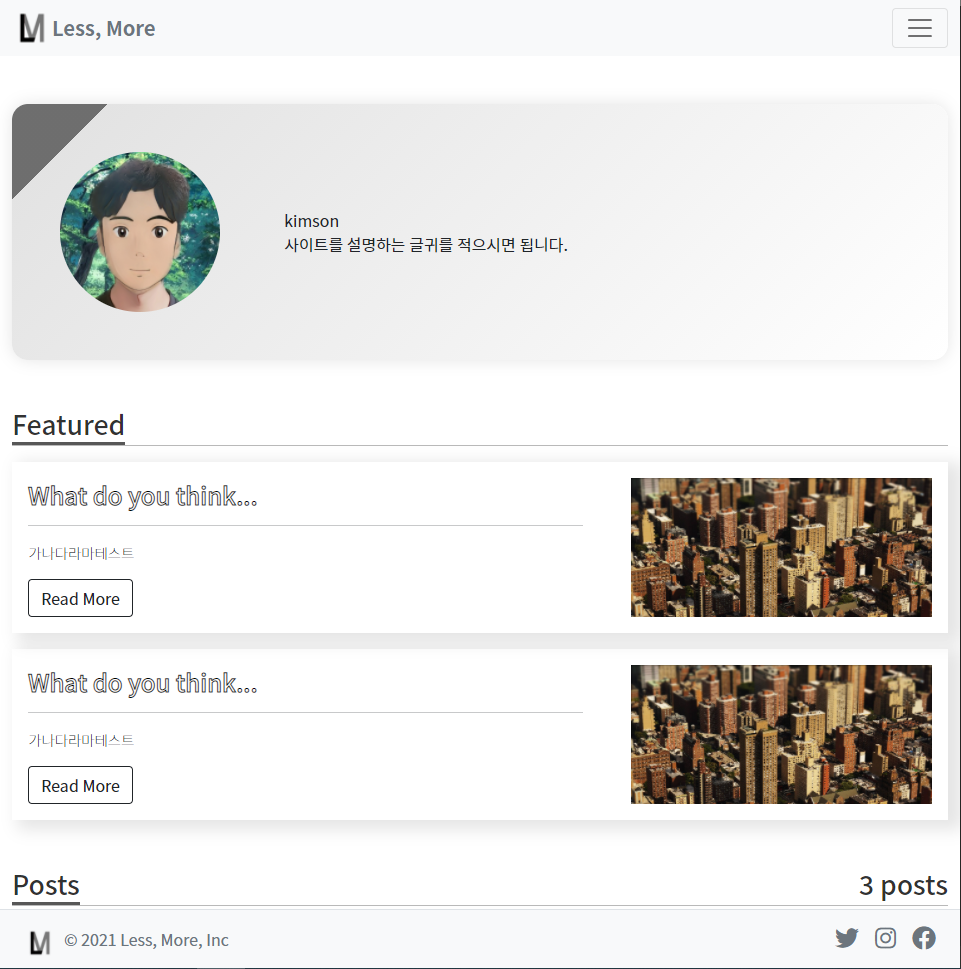 LM Less, More
kimson
사이트를 설명하는 글귀를 적으시면 됩니다.
Featured
What do you think...
가나다라마테스트
Read More
What do you think...
가나다라마테스트
Read More
Posts 3 posts
LM © 2021 Less, More, Inc